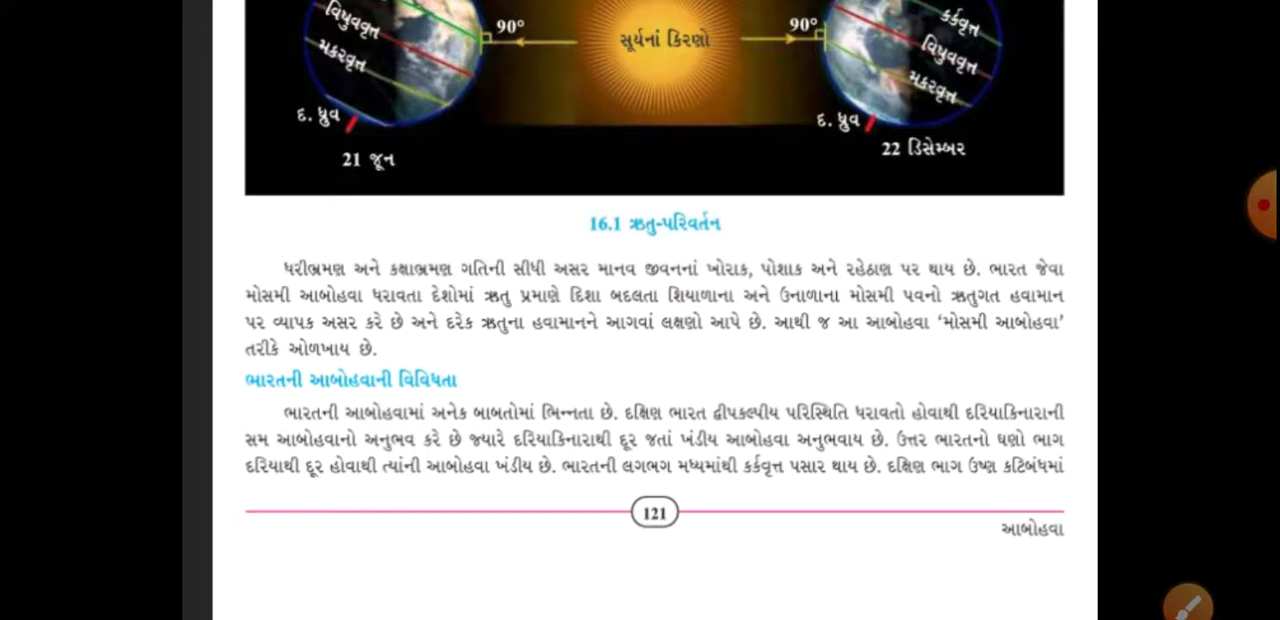 વિષુવવૃત્ત
90°
સૂર્યનાં કિરણો
90°
કર્કવૃત્ત
મકરવૃત્ત
વિષુવવૃત્ત
મકરવૃત્ત
દ. ધ્રુવ
દ. ધ્રુવ
21 જૂન
22 ડિસેમ્બર
16.1 ઋતુ-પરિવર્તન
ધરીભ્રમણ અને કક્ષાભ્રમણ ગતિની સીધી અસર માનવ જીવનનાં ખોરાક, પોશાક અને રહેઠાણ પર થાય છે. ભારત જેવા
મોસમી આબોહવા ધરાવતા દેશોમાં ઋતુ પ્રમાણે દિશા બદલતા શિયાળાના અને ઉનાળાના મોસમી પવનો ઋતુગત હવામાન
પર વ્યાપક અસર કરે છે અને દરેક ઋતુના હવામાનને આગવાં લક્ષણો આપે છે. આથી જ આ આબોહવા ‘મોસમી આબોહવા’
તરીકે ઓળખાય છે.
ભારતની આબોહવાની વિવિધતા
ભારતની આબોહવામાં અનેક બાબતોમાં ભિન્નતા છે. દક્ષિણ ભારત દ્વીપકલ્પીય પરિસ્થિતિ ધરાવતો હોવાથી દરિયાકિનારાની
સમ આબોહવાનો અનુભવ કરે છે જ્યારે દરિયાકિનારાથી દૂર જતાં ખંડીય આબોહવા અનુભવાય છે. ઉત્તર ભારતનો ઘણો ભાગ
દરિયાથી દૂર હોવાથી ત્યાંની આબોહવા ખંડીય છે. ભારતની લગભગ મધ્યમાંથી કર્કવૃત્ત પસાર થાય છે. દક્ષિણ ભાગ ઉષ્ણ કટિબંધમાં
121
આબોહવા